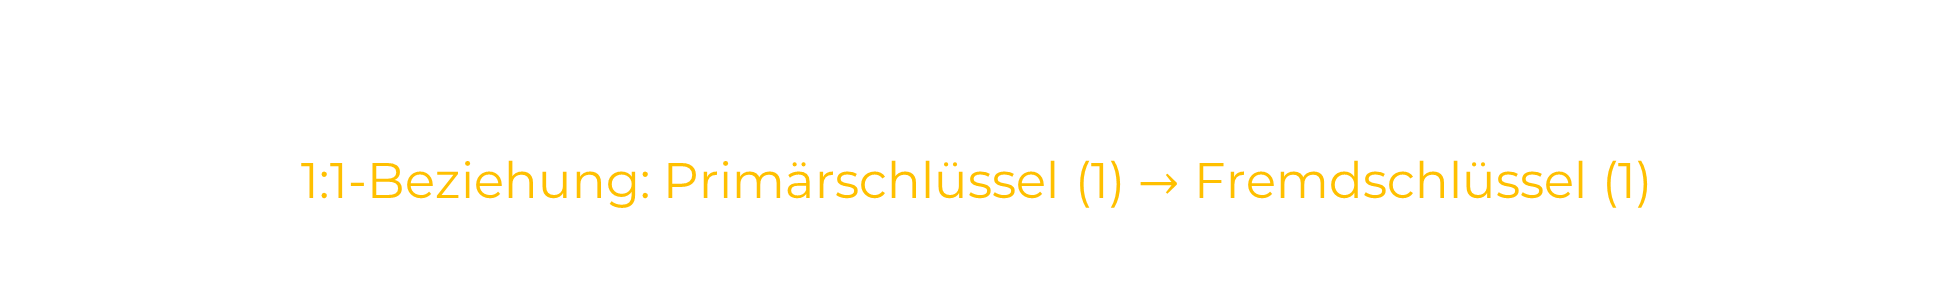 1:1-Beziehung: Primärschlüssel (1) → Fremdschlüssel (1)